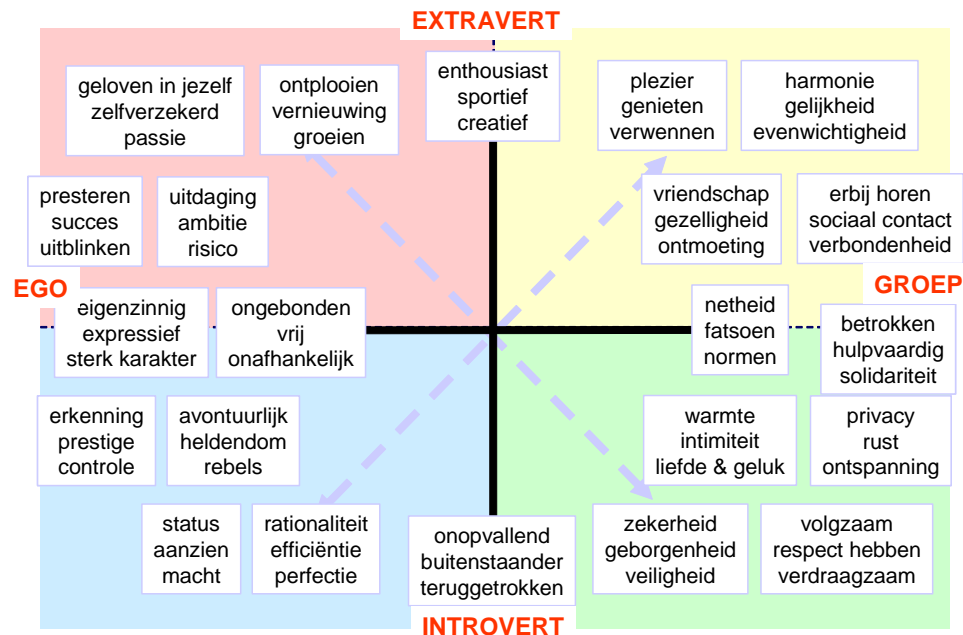 EXTRAVERT
geloven in jezelf
zelfverzekerd
passie
ontplooien
vernieuwing
groeien
enthousiast
sportief
creatief
plezier
genieten
verwennen
harmonie
gelijkheid
evenwichtigheid
presteren
succes
uitblinken
uitdaging
ambitie
risico
vriendschap
gezelligheid
ontmoeting
erbij horen
sociaal contact
verbondenheid
EGO
GROEP
eigenzinnig
expressief
sterk karakter
ongebonden
vrij
onafhankelijk
netheid
fatsoen
normen
betrokken
hulpvaardig
solidariteit
erkenning
prestige
controle
avontuurlijk
heldendom
rebels
warmte
intimiteit
liefde & geluk
privacy
rust
ontspanning
status
aanzien
macht
rationaliteit
efficiëntie
perfectie
onopvallend
buitenstaander
teruggetrokken
zekerheid
geborgenheid
veiligheid
volgzaam
respect hebben
verdraagzaam
INTROVERT